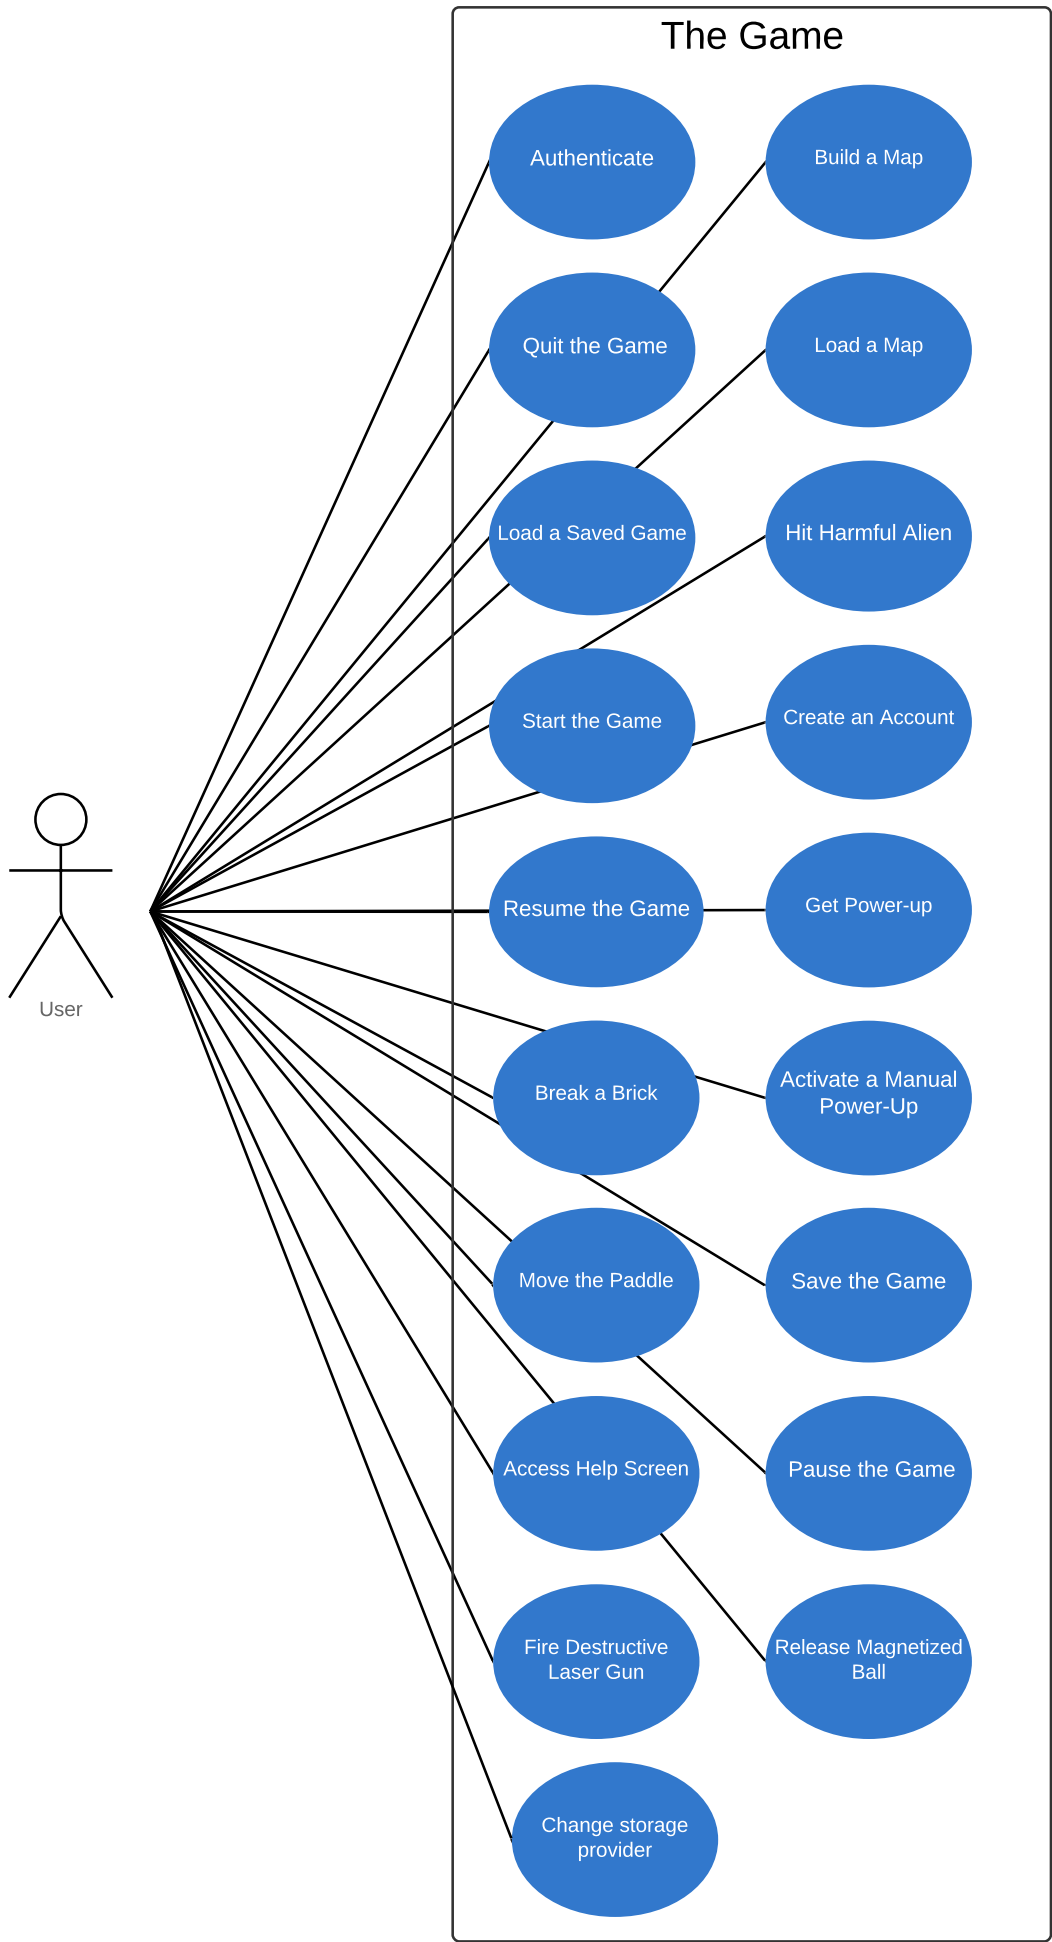 The Game
Authenticate
Build a Map
Quit the Game
Load a Map
Load a Saved Game
Hit Harmful Alien
Start the Game
Create an Account
Resume the Game
Get Power-up
User
Break a Brick
Activate a Manual
Power-Up
Move the Paddle
Save the Game
Access Help Screen
Pause the Game
Fire Destructive
Laser Gun
Release Magnetized
Ball
Change storage
provider